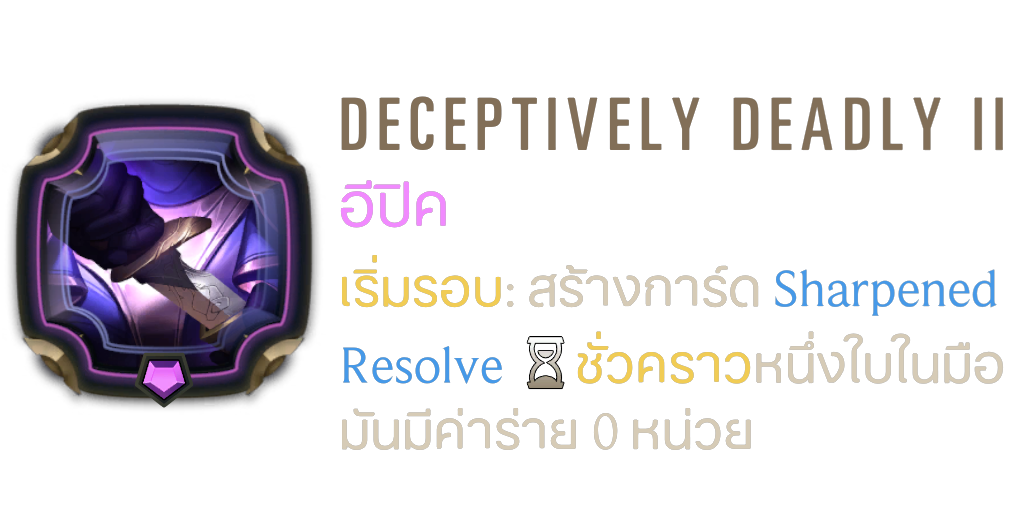 DECEPTIVELY DEADLY II
อีปิค
เริ่มรอบ: สร้างการ์ด Sharpened
Resolve ชั่วคราวหนึ่งใบในมือ
มันมีค่าร่าย 0 หน่วย